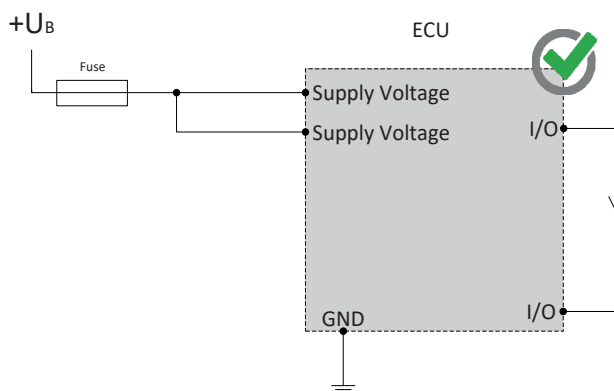 +UB
ECU
Fuse
Supply Voltage
Supply Voltage
I/O
GND
I/O